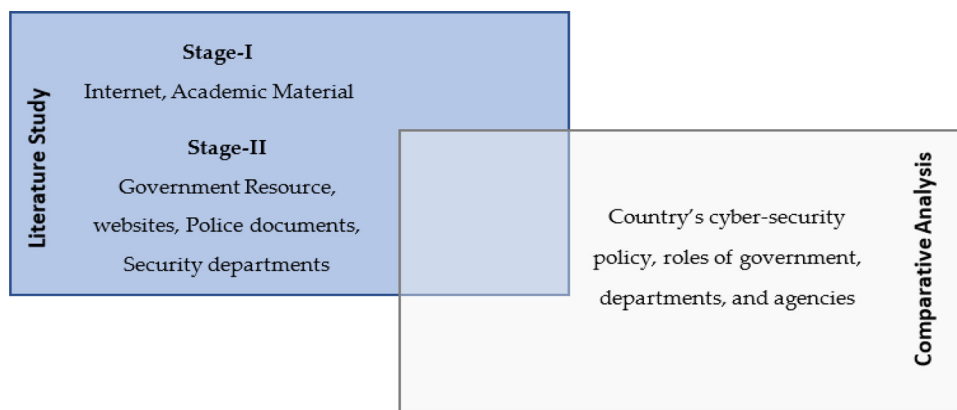 Literature Study
Stage-I
Internet, Academic Material
Stage-II
Government Resource,
websites, Police documents,
Security departments
Country’s cyber-security
policy, roles of government,
departments, and agencies
Comparative Analysis